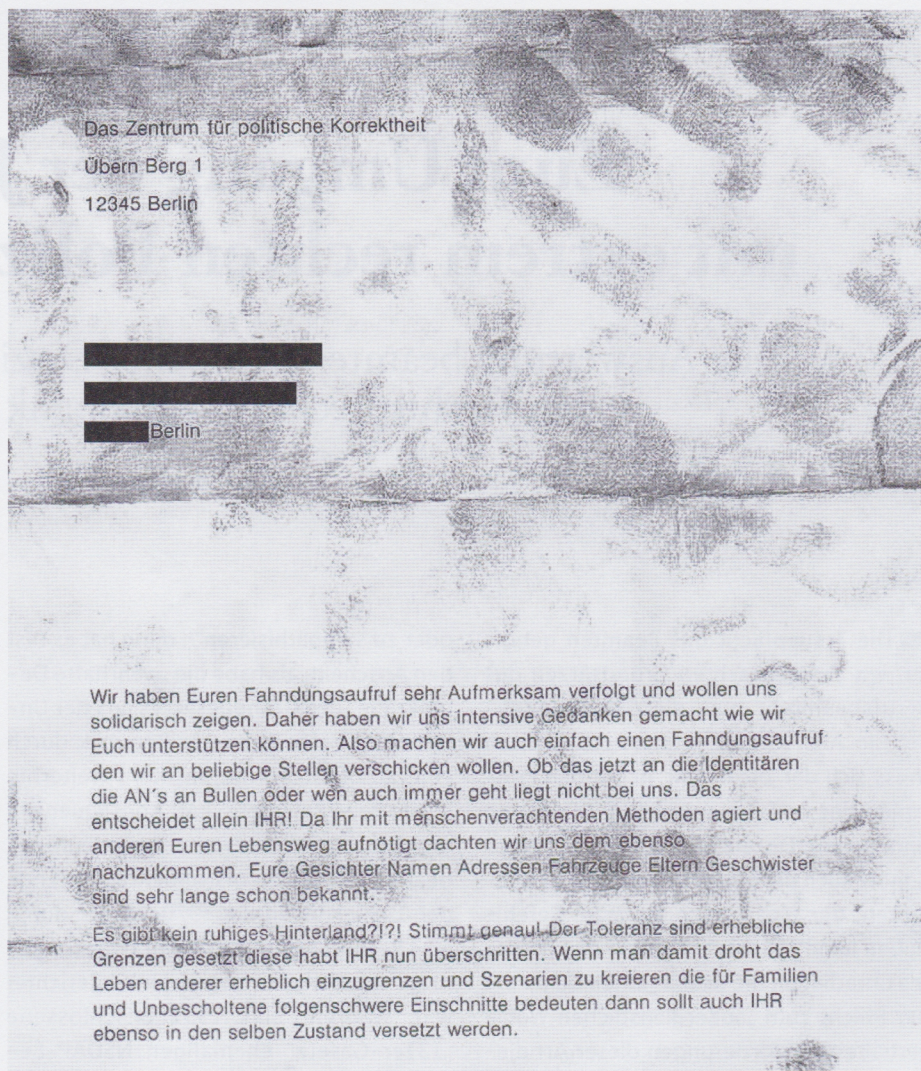 Das Zentrum für politische Korrektheit
Übern Berg 1
12345 Berlin
Berlin
Wir haben Euren Fahndungsaufruf sehr Aufmerksam verfolgt und wollen uns
solidarisch zeigen. Daher haben wir uns intensive Gedanken gemacht wie wir
Euch unterstützen können. Also machen wir auch einfach einen Fahndungsaufruf
den wir an beliebige Stellen verschicken wollen. Ob das jetzt an die Identitären
die AN´s an Bullen oder wen auch immer geht liegt nicht bei uns. Das
entscheidet allein IHR! Da Ihr mit menschenverachtenden Methoden agiert und
anderen Euren Lebensweg aufnötigt dachten wir uns dem ebenso
nachzukommen. Eure Gesichter Namen Adressen Fahrzeuge Eltern Geschwister
sind sehr lange schon bekannt.
Es gibt kein ruhiges Hinterland?!?! Stimmt genau! Der Toleranz sind erhebliche
Grenzen gesetzt diese habt IHR nun überschritten. Wenn man damit droht das
Leben anderer erheblich einzugrenzen und Szenarien zu kreieren die für Familien
und Unbescholtene folgenschwere Einschnitte bedeuten dann sollt auch IHR
ebenso in den selben Zustand versetzt werden.